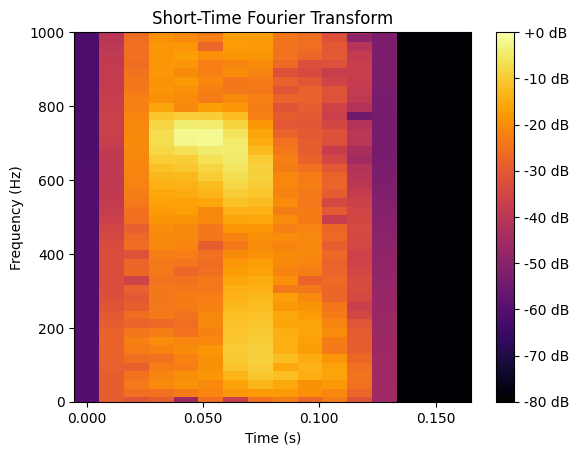 Short-Time Fourier Transform
1000
800
600
400
200
0
Frequency (Hz)
0.000
0.050
0.100
0.150
Time (s)
+0 dB
-10 dB
-20 dB
-30 dB
-40 dB
-50 dB
-60 dB
-70 dB
-80 dB